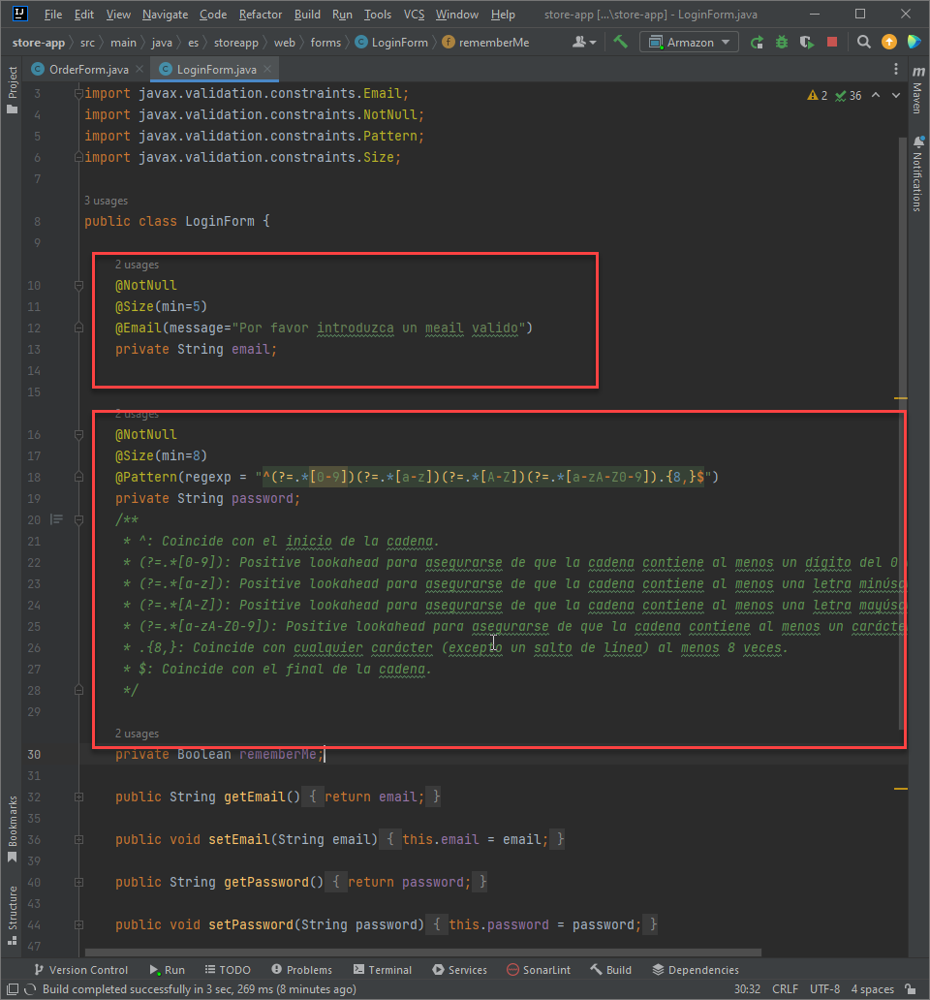 File Edit View Navigate Code Refactor Build Run Tools VCS Window Help store-app [...\store-app] - LoginForm.java
store-app src main java es storeapp web forms LoginForm rememberMe Armazon
OrderForm.java LoginForm.java
Project
Maven
Notifications
2 36
3 import javax.validation.constraints.Email;
4 import javax.validation.constraints.NotNull;
5 import javax.validation.constraints.Pattern;
6 import javax.validation.constraints.Size;
7
3 usages
8 public class LoginForm {
9
2 usages
10 @NotNull
11 @Size(min=5)
12 @Email(message="Por favor introduzca un meail valido")
13 private String email;
14
15
2 usages
16 @NotNull
17 @Size(min=8)
18 @Pattern(regexp = "^(?=.*[0-9])(?=.*[a-z])(?=.*[A-Z])(?=.*[a-zA-Z0-9]).{8,}$")
19 private String password;
20 /**
21 * ^: Coincide con el inicio de la cadena.
22 * (?=.*[0-9]): Positive lookahead para asegurarse de que la cadena contiene al menos un dígito del 0
23 * (?=.*[a-z]): Positive lookahead para asegurarse de que la cadena contiene al menos una letra minúsc
24 * (?=.*[A-Z]): Positive lookahead para asegurarse de que la cadena contiene al menos una letra mayúsc
25 * (?=.*[a-zA-Z0-9]): Positive lookahead para asegurarse de que la cadena contiene al menos un carácte
26 * .{8,}: Coincide con cualquier carácter (excepto un salto de línea) al menos 8 veces.
27 * $: Coincide con el final de la cadena.
28 */
29
2 usages
30 private Boolean rememberMe;
31
32 public String getEmail() { return email; }
35
36 public void setEmail(String email) { this.email = email; }
39
40 public String getPassword() { return password; }
43
44 public void setPassword(String password) { this.password = password; }
47
Bookmarks
Structure
Version Control Run TODO Problems Terminal Services SonarLint Build Dependencies
Build completed successfully in 3 sec, 269 ms (8 minutes ago) 30:32 CRLF UTF-8 4 spaces